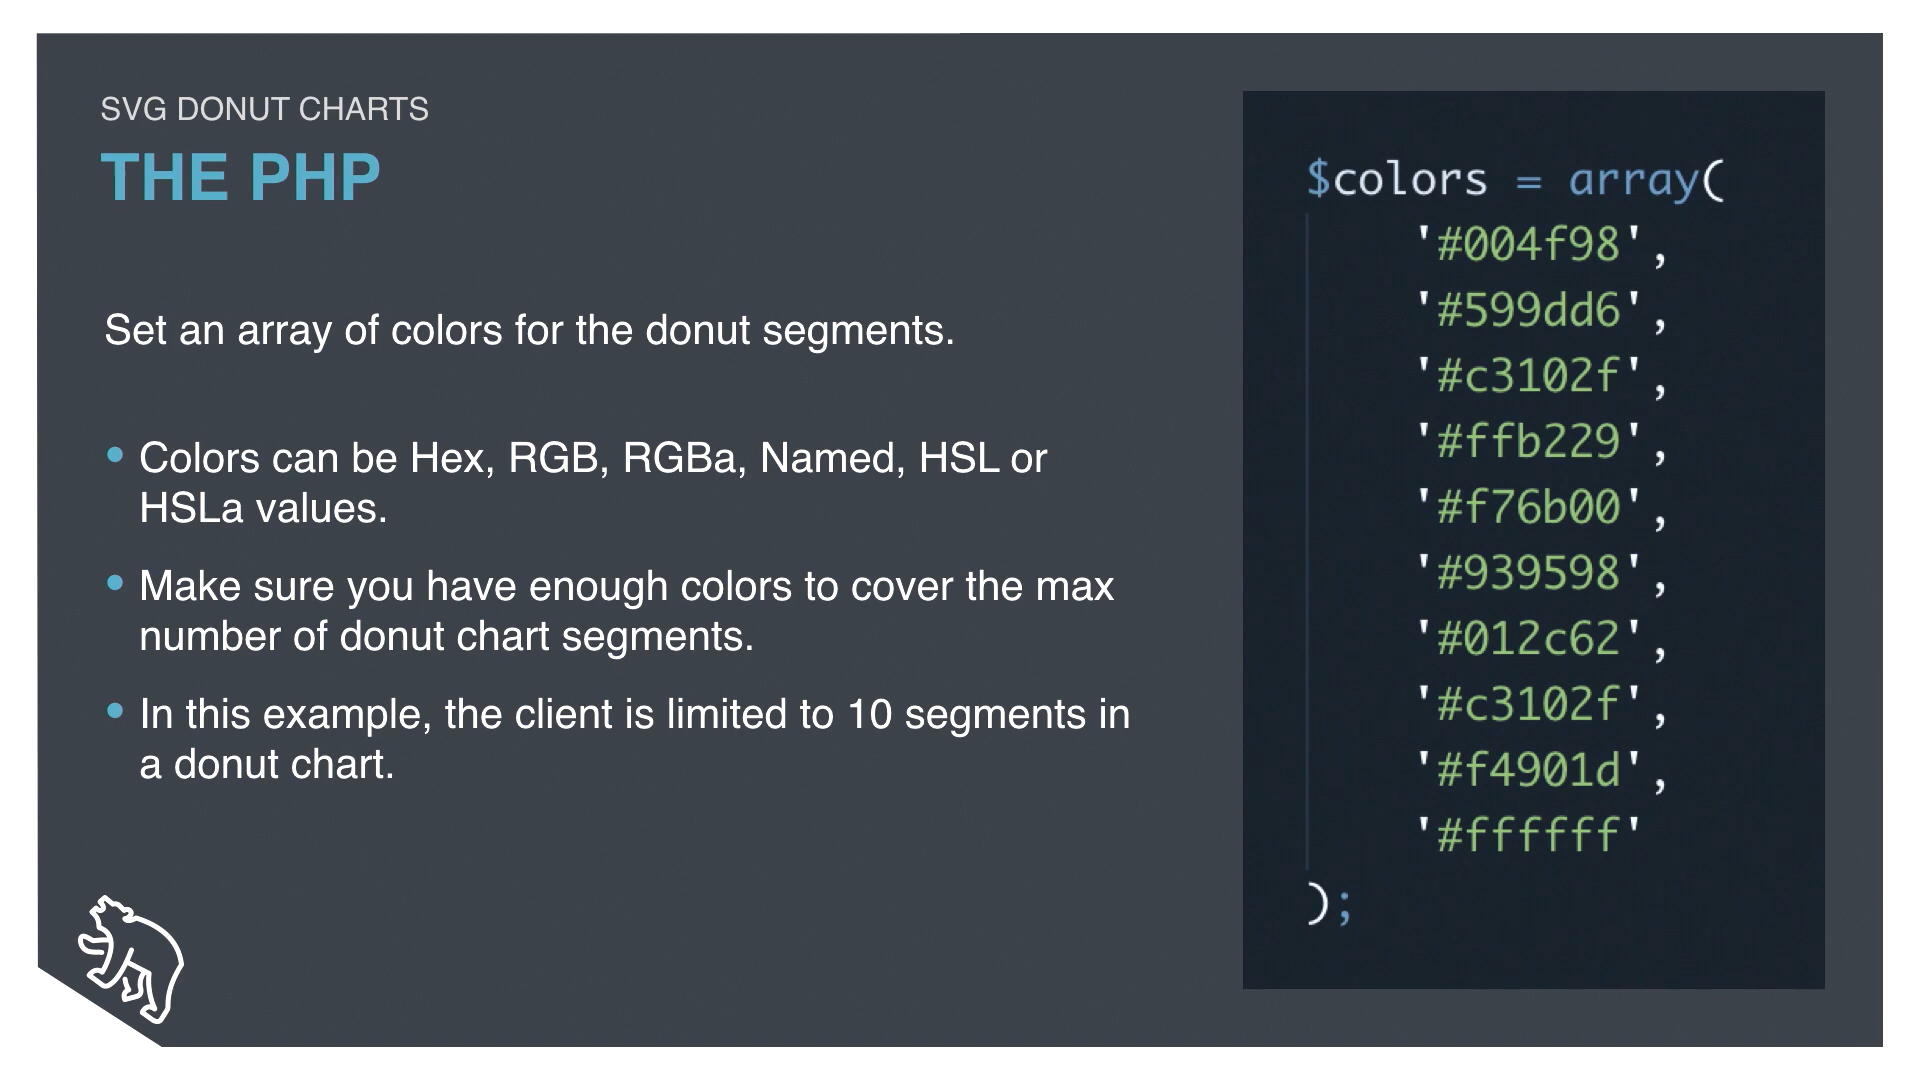 SVG DONUT CHARTS
THE PHP
Set an array of colors for the donut segments.
• Colors can be Hex, RGB, RGBa, Named, HSL or
HSLa values.
• Make sure you have enough colors to cover the max
number of donut chart segments.
• In this example, the client is limited to 10 segments in
a donut chart.
$colors = array(
'#004f98',
'#599dd6',
'#c3102f',
'#ffb229',
'#f76b00',
'#939598',
'#012c62',
'#c3102f',
'#f4901d',
'#ffffff'
);